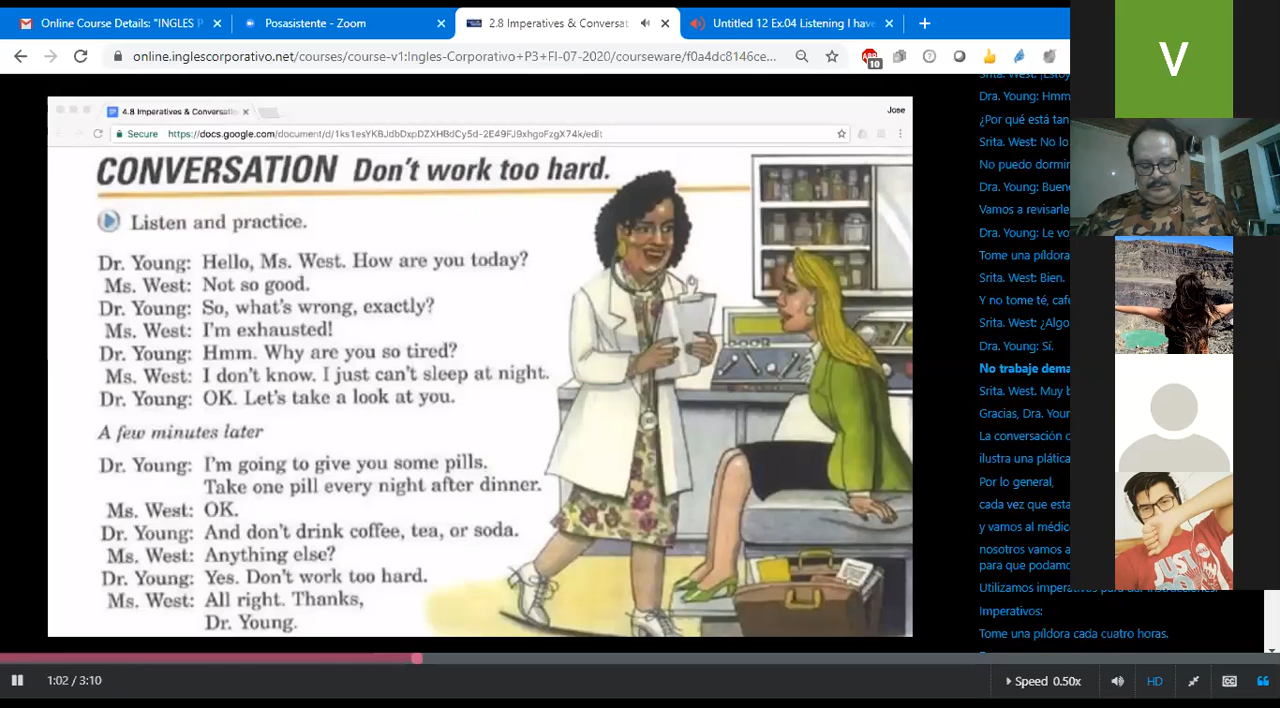 Online Course Details: "INGLES P
Posasistente - Zoom
2.8 Imperatives & Conversat
Untitled 12 Ex.04 Listening I have
online.inglescorporativo.net/courses/course-v1:Ingles-Corporativo+P3+FI-07-2020/courseware/f0a4dc8146ce...
10
4.8 Imperatives & Conversatio
Jose
Secure
https://docs.google.com/document/d/1ks1esYKBJdbDxpDZXHBdCy5d-2E49FJ9xhgoFzgX74k/edit
CONVERSATION Don't work too hard.
Listen and practice.
Dr. Young: Hello, Ms. West. How are you today?
Ms. West: Not so good.
Dr. Young: So, what's wrong, exactly?
Ms. West: I'm exhausted!
Dr. Young: Hmm. Why are you so tired?
Ms. West: I don't know. I just can't sleep at night.
Dr. Young: OK. Let's take a look at you.
A few minutes later
Dr. Young: I'm going to give you some pills.
Take one pill every night after dinner.
Ms. West: OK.
Dr. Young: And don't drink coffee, tea, or soda.
Ms. West: Anything else?
Dr. Young: Yes. Don't work too hard.
Ms. West: All right. Thanks,
Dr. Young.
Srita. West: ¡Estoy
Dra. Young: Hmm
¿Por qué está tan
Srita. West: No lo
No puedo dormir
Dra. Young: Buen
Vamos a revisarle
Dra. Young: Le vo
Tome una píldora
Srita. West: Bien.
Y no tome té, caf
Srita. West: ¿Algo
Dra. Young: Sí.
No trabaje dema
Srita. West. Muy b
Gracias, Dra. Your
La conversación
ilustra una plátic
Por lo general,
cada vez que esta
y vamos al médic
nosotros vamos a
para que podamo
Utilizamos imperativos para dar instrucciones.
Imperativos:
Tome una píldora cada cuatro horas.
V
JUST
1:02 / 3:10
Speed 0.50x
HD